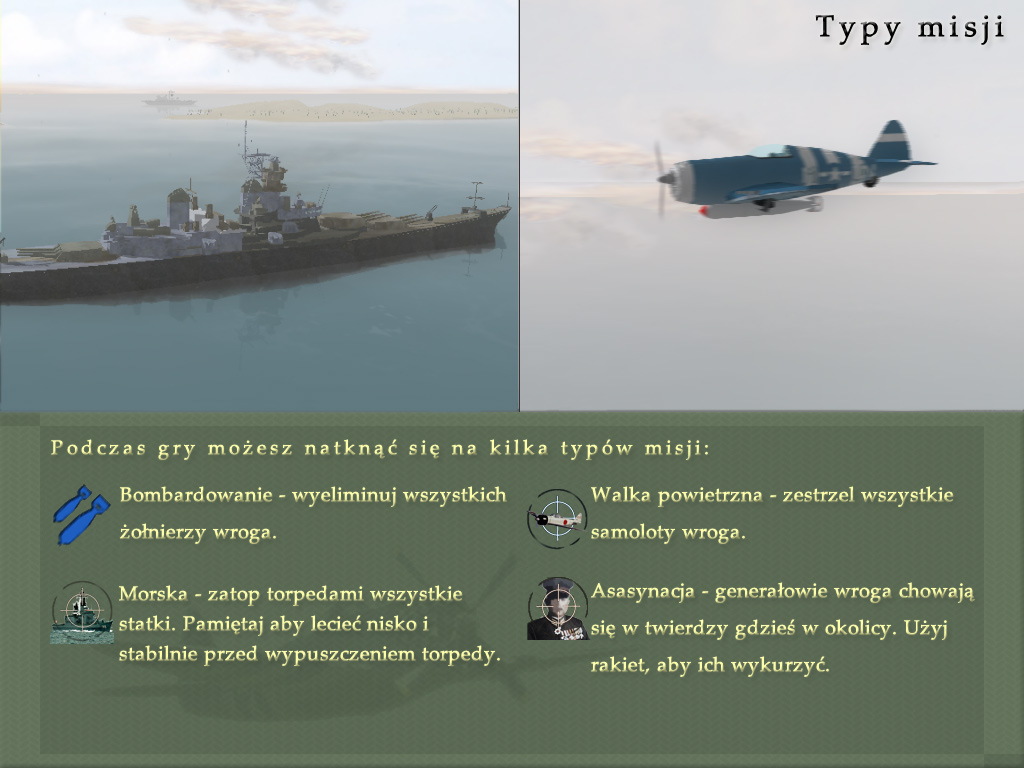 Typy misji
Podczas gry możesz natknąć się na kilka typów misji:
Bombardowanie - wyeliminuj wszystkich
żołnierzy wroga.
Morska - zatop torpedami wszystkie
statki. Pamiętaj aby lecieć nisko i
stabilnie przed wypuszczeniem torpedy.
Walka powietrzna - zestrzel wszystkie
samoloty wroga.
Asasynacja - generałowie wroga chowają
się w twierdzy gdzieś w okolicy. Użyj
rakiet, aby ich wykurzyć.